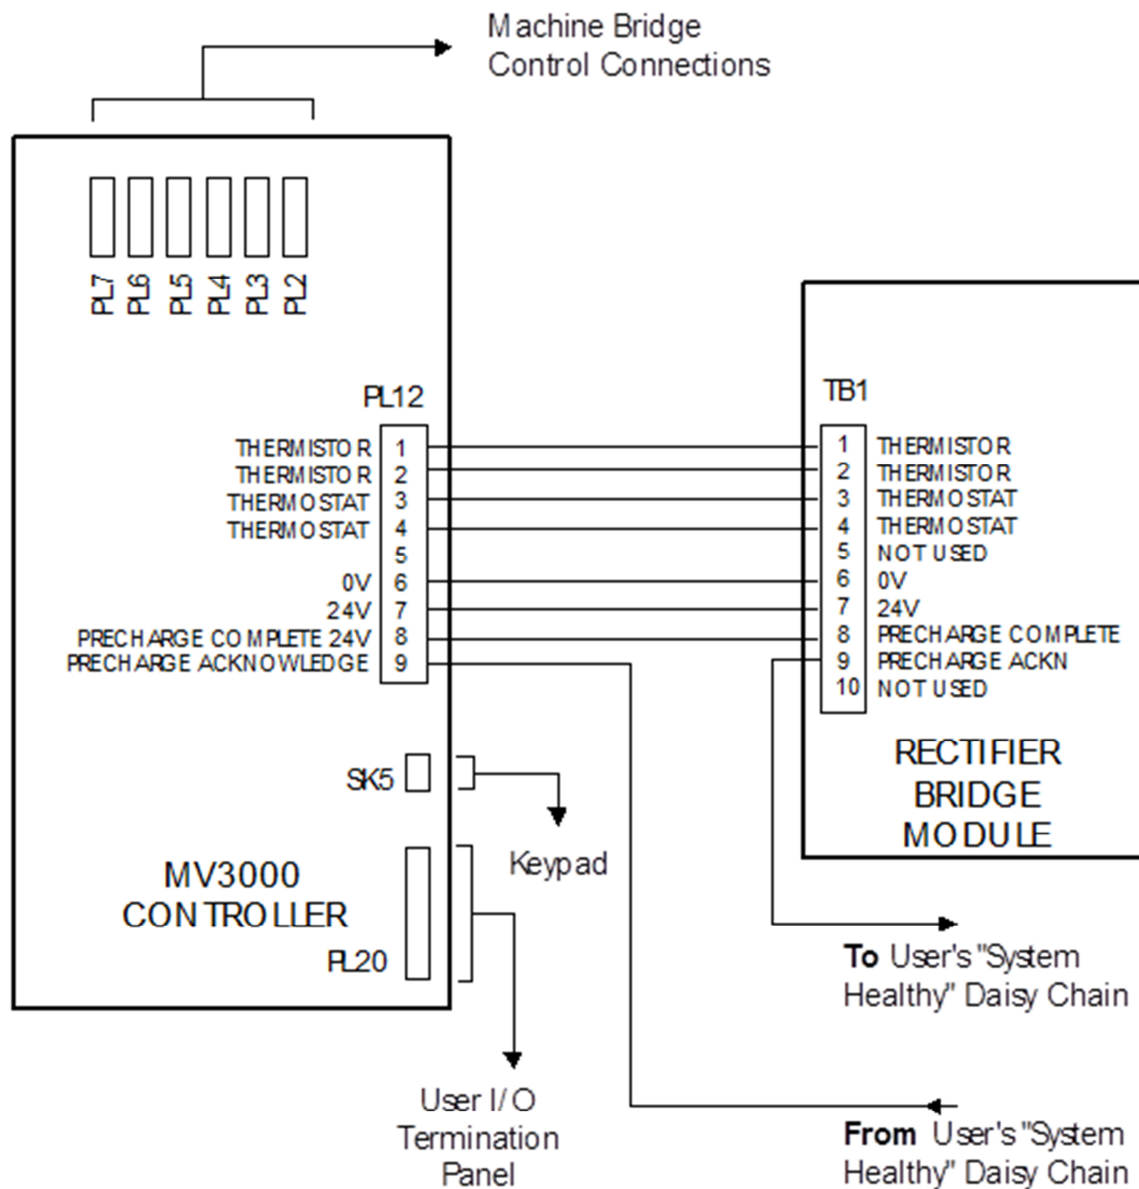 Machine Bridge
Control Connections
PL7
PL6
PL5
PL4
PL3
PL2
PL12
THERMISTOR 1
THERMISTOR 2
THERMOSTAT 3
THERMOSTAT 4
5
0V 6
24V 7
PRECHARGE COMPLETE 24V 8
PRECHARGE ACKNOWLEDGE 9
TB1
1 THERMISTOR
2 THERMISTOR
3 THERMOSTAT
4 THERMOSTAT
5 NOT USED
6 0V
7 24V
8 PRECHARGE COMPLETE
9 PRECHARGE ACKN
10 NOT USED
RECTIFIER
BRIDGE
MODULE
SK5
Keypad
MV3000
CONTROLLER
PL20
To User's "System
Healthy" Daisy Chain
User I/O
Termination
Panel
From User's "System
Healthy" Daisy Chain